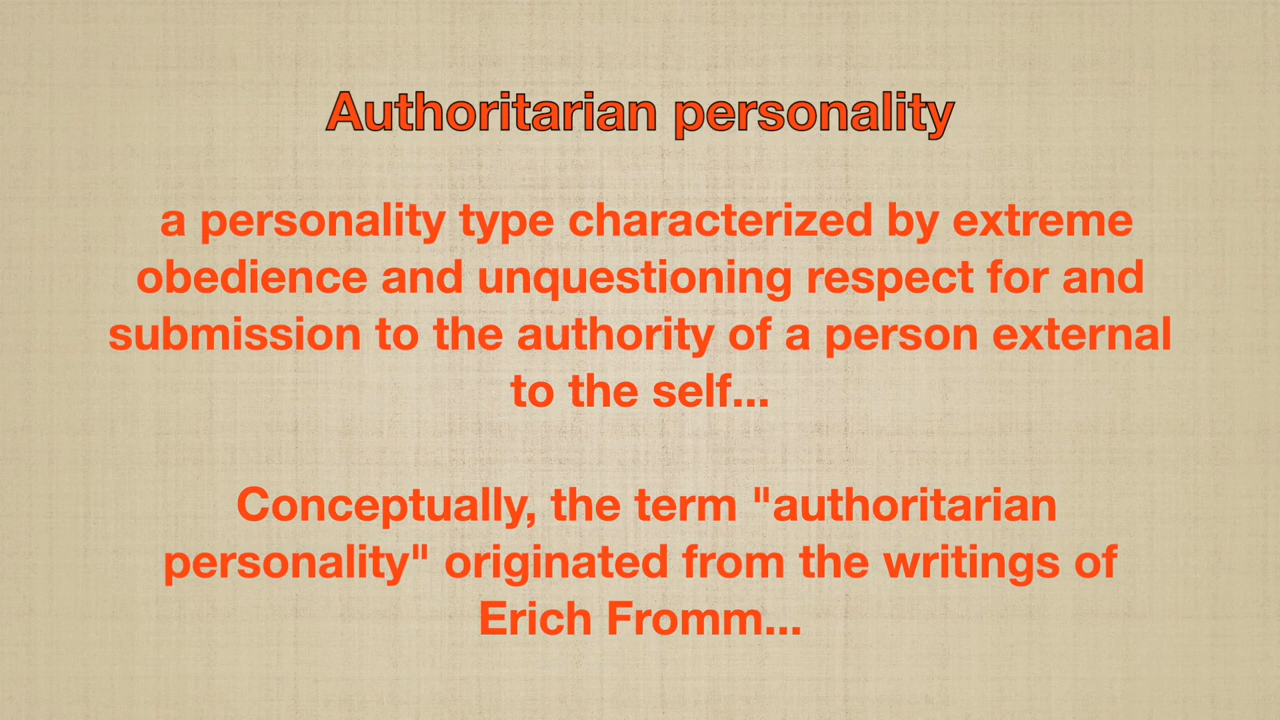 Authoritarian personality
a personality type characterized by extreme
obedience and unquestioning respect for and
submission to the authority of a person external
to the self...
Conceptually, the term "authoritarian
personality" originated from the writings of
Erich Fromm...